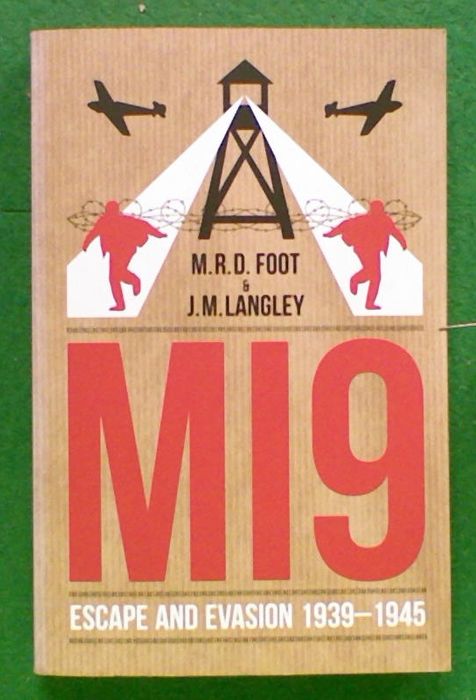 M.R.D. FOOT
&
J.M.LANGLEY
MI9
ESCAPE AND EVASION 1939–1945